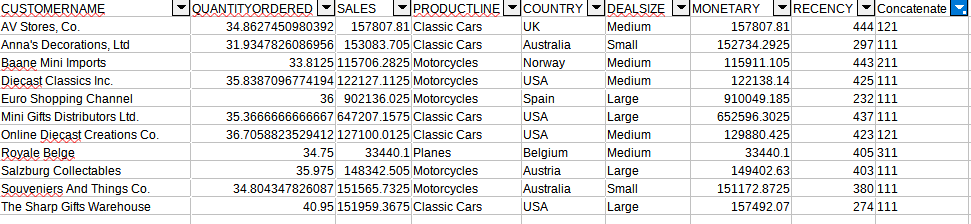 CUSTOMERNAME QUANTITYORDERED SALES PRODUCTLINE COUNTRY DEALSIZE MONETARY RECENCY Concatenate
AV Stores, Co. 34.8627450980392 157807.81 Classic Cars UK Medium 157807.81 444 121
Anna's Decorations, Ltd 31.9347826086956 153083.705 Classic Cars Australia Small 152734.2925 297 111
Baane Mini Imports 33.8125 115706.2825 Motorcycles Norway Medium 115911.105 443 211
Diecast Classics Inc. 35.8387096774194 122127.1125 Motorcycles USA Medium 122138.14 425 111
Euro Shopping Channel 36 902136.025 Motorcycles Spain Large 910049.185 232 111
Mini Gifts Distributors Ltd. 35.3666666666667 647207.1575 Classic Cars USA Large 652596.3025 437 111
Online Diecast Creations Co. 36.7058823529412 127100.0125 Classic Cars USA Medium 129880.425 423 121
Royale Belge 34.75 33440.1 Planes Belgium Medium 33440.1 405 311
Salzburg Collectables 35.975 148342.505 Motorcycles Austria Large 149402.63 403 111
Souveniers And Things Co. 34.804347826087 151565.7325 Motorcycles Australia Small 151172.8725 380 111
The Sharp Gifts Warehouse 40.95 151959.3675 Classic Cars USA Large 157492.07 274 111